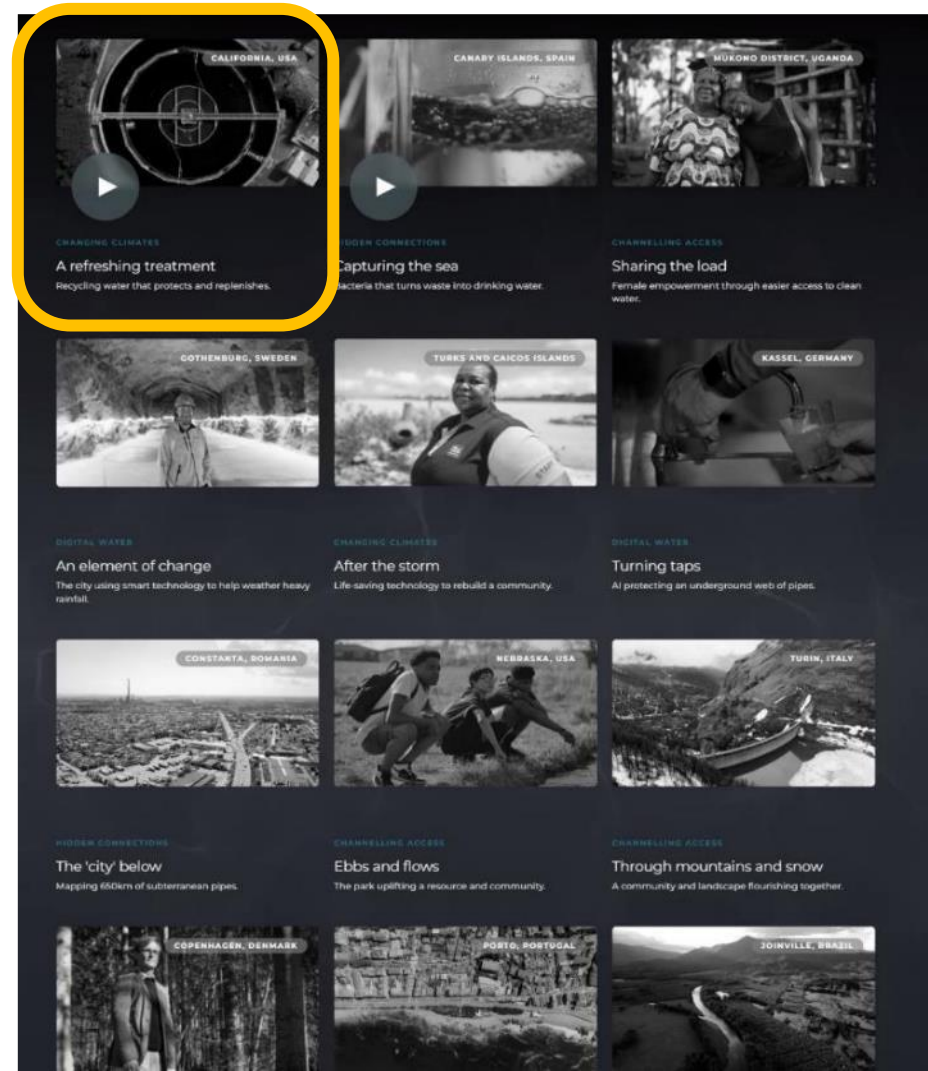 CALIFORNIA, USA
CANARY ISLANDS, SPAIN
MUKONO DISTRICT, UGANDA
CHANGING CLIMATES
HIDDEN CONNECTIONS
CHANNELLING ACCESS
A refreshing treatment
Capturing the sea
Sharing the load
Recycling water that protects and replenishes.
Bacteria that turns waste into drinking water.
Female empowerment through easier access to clean
water.
GOTHENBURG, SWEDEN
TURKS AND CAICOS ISLANDS
KASSEL, GERMANY
DIGITAL WATER
CHANGING CLIMATES
DIGITAL WATER
An element of change
After the storm
Turning taps
The city using smart technology to help weather heavy
rainfall.
Life-saving technology to rebuild a community.
AI protecting an underground web of pipes.
CONSTANTA, ROMANIA
NEBRASKA, USA
TURIN, ITALY
HIDDEN CONNECTIONS
CHANNELLING ACCESS
CHANNELLING ACCESS
The 'city' below
Ebbs and flows
Through mountains and snow
Mapping 650km of subterranean pipes.
The park uplifting a resource and community.
A community and landscape flourishing together.
COPENHAGEN, DENMARK
PORTO, PORTUGAL
JOINVILLE, BRAZIL